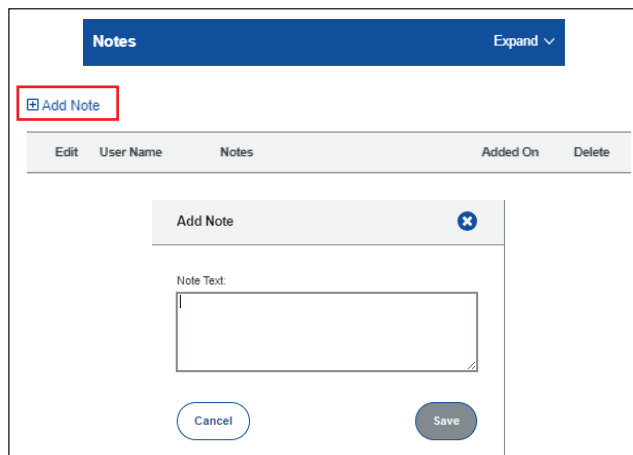 Notes Expand
Add Note
Edit User Name Notes Added On Delete
Add Note
Note Text:
Cancel Save